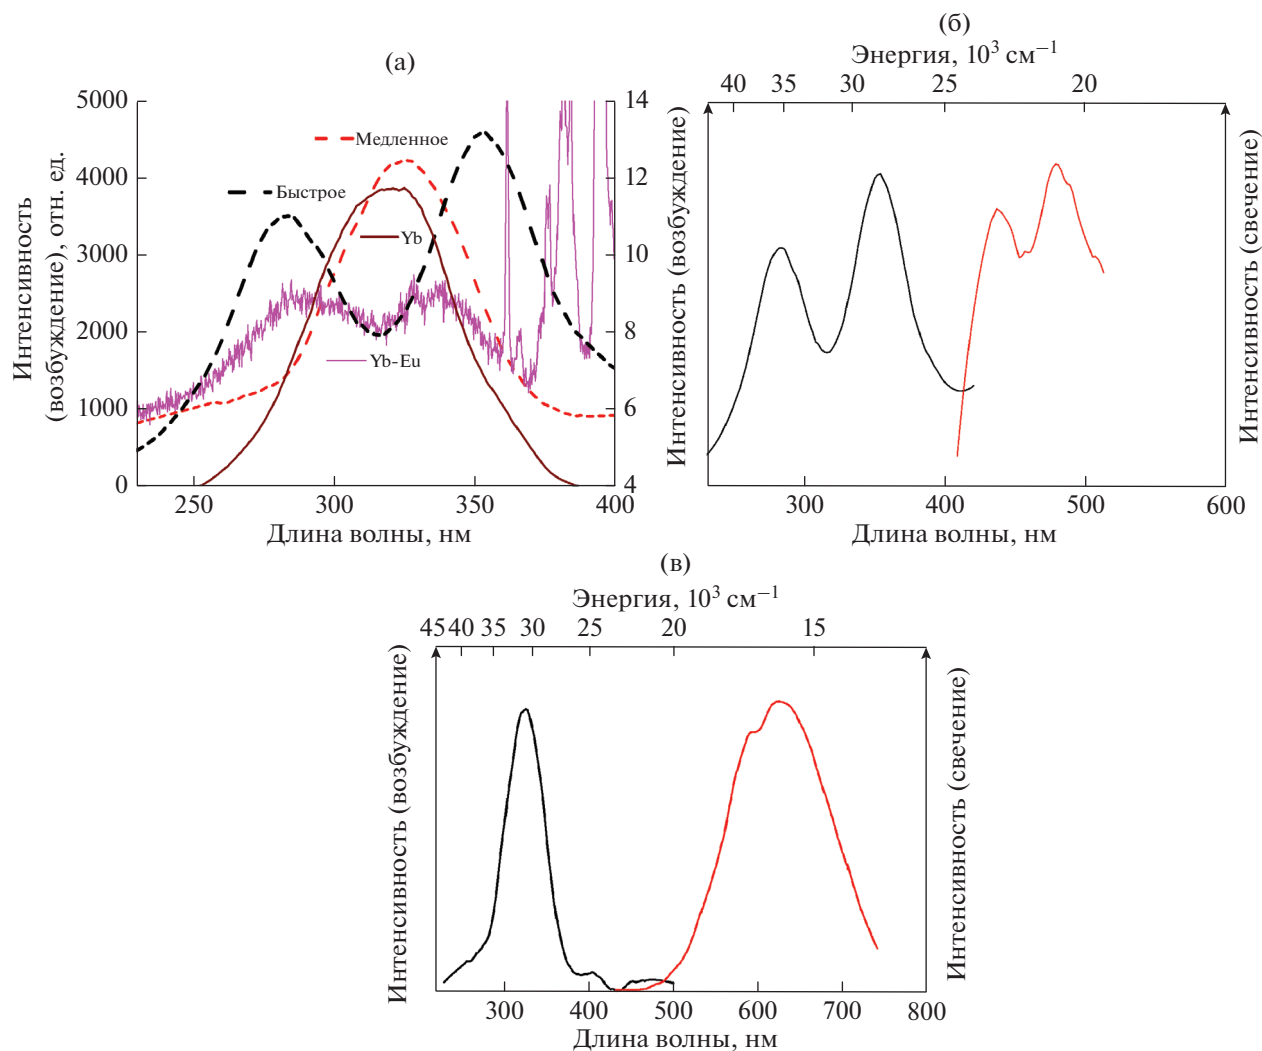 (а)
5000
4000
3000
2000
1000
0
14
12
10
8
6
4
250
300
350
400
Медленное
Быстрое
Yb
Yb-Eu
Интенсивность
(возбуждение), отн. ед.
Длина волны, нм
(б)
Энергия, 10³ см⁻¹
40
35
30
25
20
Интенсивность (возбуждение)
Интенсивность (свечение)
300
400
500
600
Длина волны, нм
(в)
Энергия, 10³ см⁻¹
45
40
35
30
25
20
15
Интенсивность (возбуждение)
Интенсивность (свечение)
300
400
500
600
700
800
Длина волны, нм